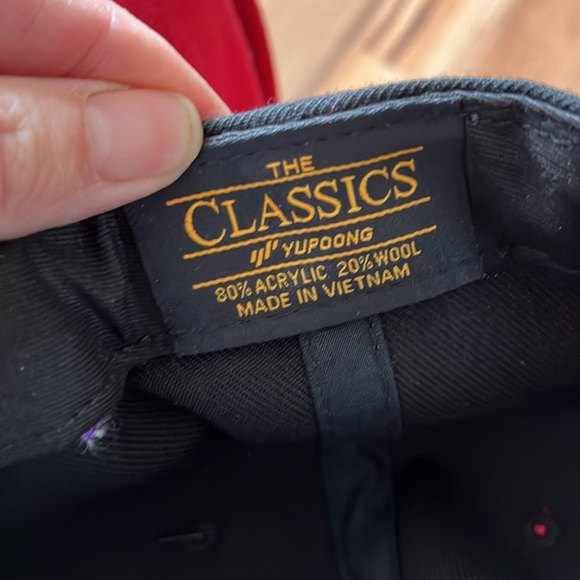 THE
CLASSICS
YUPOONG
80% ACRYLIC 20% WOOL
MADE IN VIETNAM